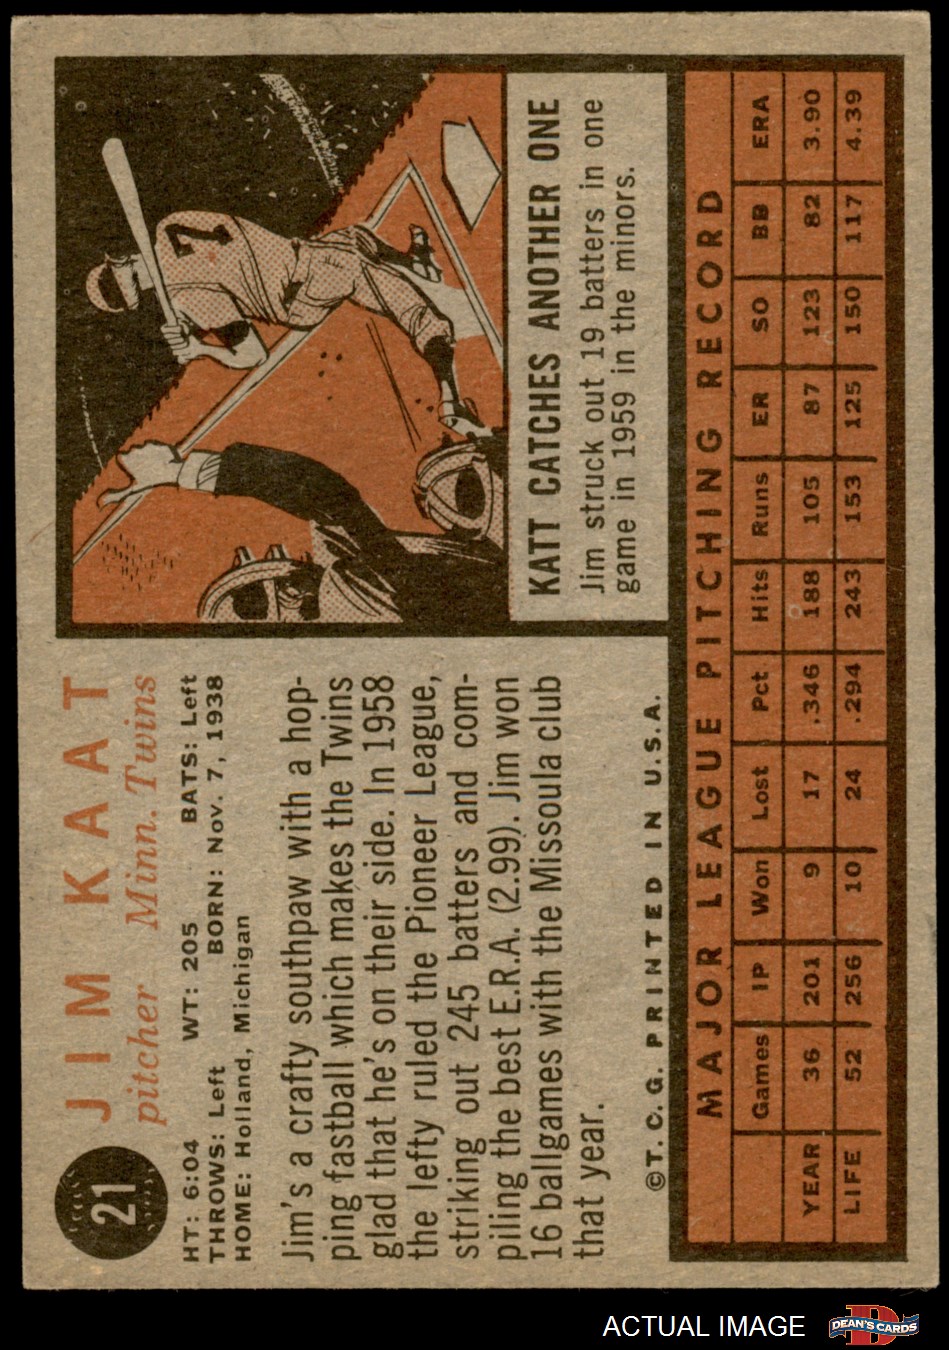 21
JIM KAAT
pitcher Minn. Twins
HT: 6:04 WT: 205 BATS: Left
THROWS: Left BORN: Nov. 7, 1938
HOME: Holland, Michigan
Jim's a crafty southpaw with a hop-
ping fastball which makes the Twins
glad that he's on their side. In 1958
the lefty ruled the Pioneer League,
striking out 245 batters and com-
piling the best E.R.A. (2.99). Jim won
16 ballgames with the Missoula club
that year.
©T.C.G. PRINTED IN U.S.A.
7
KATT CATCHES ANOTHER ONE
Jim struck out 19 batters in one
game in 1959 in the minors.
MAJOR LEAGUE PITCHING RECORD
Games IP Won Lost Pct Hits Runs ER SO BB ERA
YEAR 36 201 9 17 .346 188 105 87 123 82 3.90
LIFE 52 256 10 24 .294 243 153 125 150 117 4.39
ACTUAL IMAGE
D
DEAN'S CARDS